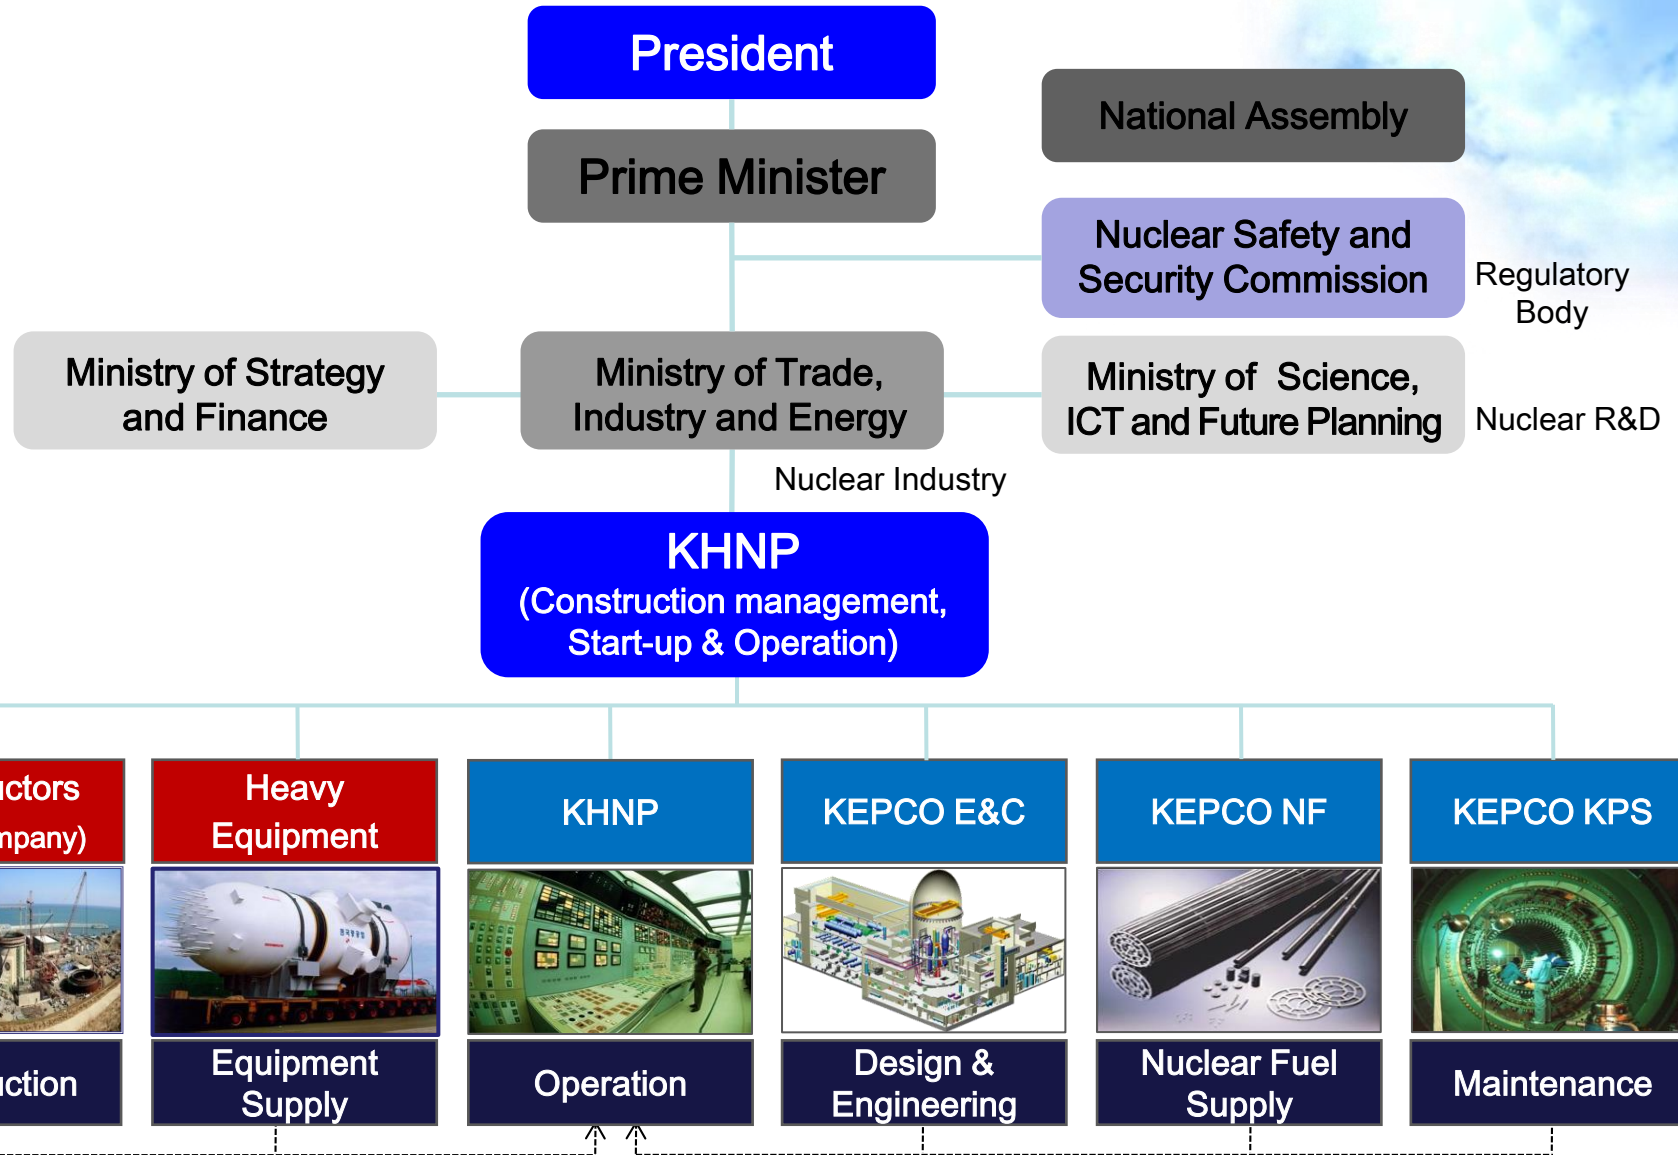 President
National Assembly
Prime Minister
Nuclear Safety and
Security Commission
Regulatory
Body
Ministry of Strategy
and Finance
Ministry of Trade,
Industry and Energy
Ministry of Science,
ICT and Future Planning
Nuclear R&D
Nuclear Industry
KHNP
(Construction management,
Start-up & Operation)
uctors
mpany)
Heavy
Equipment
KHNP
KEPCO E&C
KEPCO NF
KEPCO KPS
uction
Equipment
Supply
Operation
Design &
Engineering
Nuclear Fuel
Supply
Maintenance